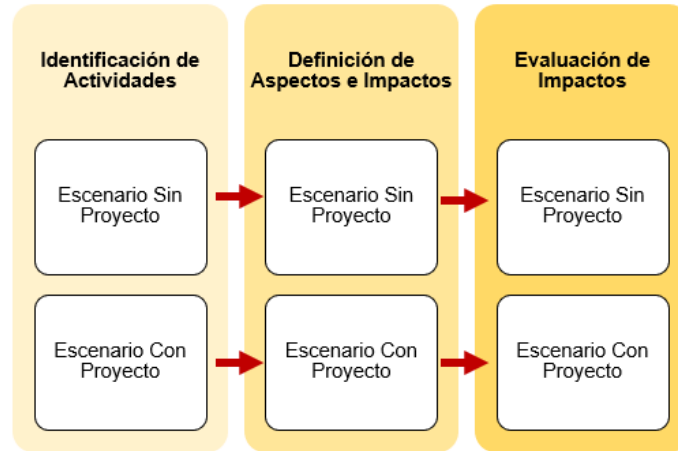 Identificación de
Actividades
Definición de
Aspectos e Impactos
Evaluación de
Impactos
Escenario Sin
Proyecto
Escenario Sin
Proyecto
Escenario Sin
Proyecto
Escenario Con
Proyecto
Escenario Con
Proyecto
Escenario Con
Proyecto